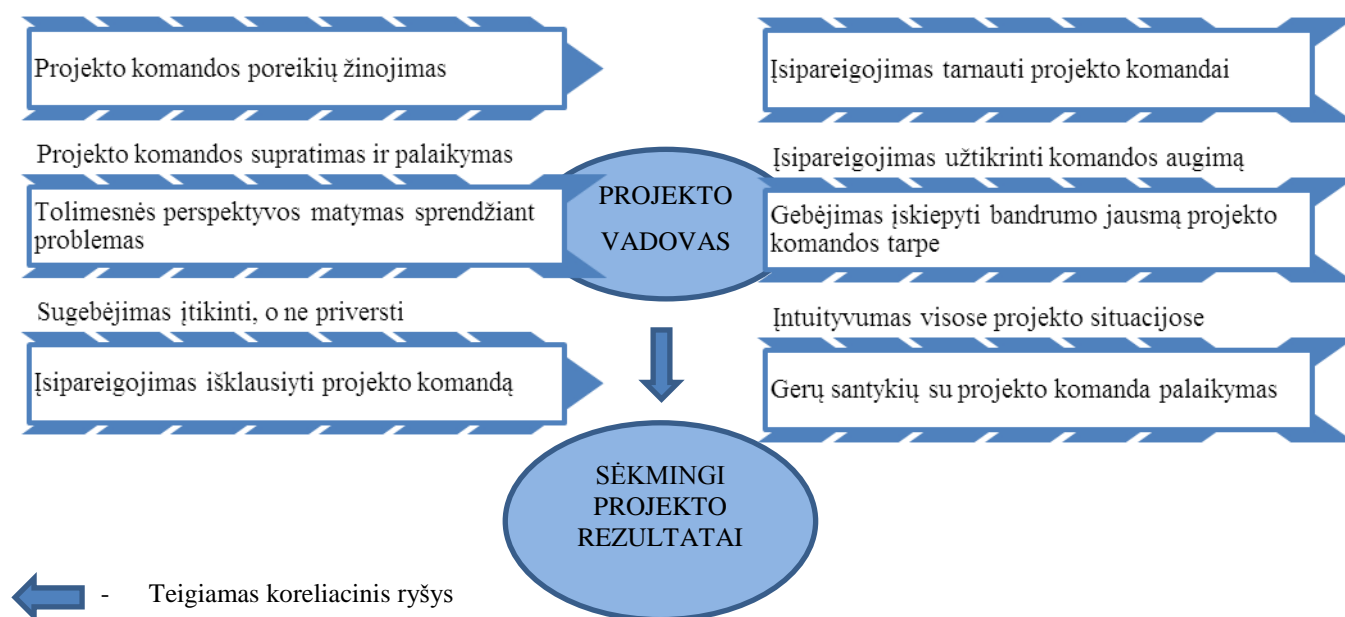 Projekto komandos poreikių žinojimas
Projekto komandos supratimas ir palaikymas
Tolimesnės perspektyvos matymas sprendžiant
problemas
Sugebėjimas įtikinti, o ne priversti
Įsipareigojimas išklausiyti projekto komandą
PROJEKTO
VADOVAS
Įsipareigojimas tarnauti projekto komandai
Įsipareigojimas užtikrinti komandos augimą
Gebėjimas įskiepyti bandrumo jausmą projekto
komandos tarpe
Įntuityvumas visose projekto situacijose
Gerų santykių su projekto komanda palaikymas
SĖKMINGI
PROJEKTO
REZULTATAI
- Teigiamas koreliacinis ryšys